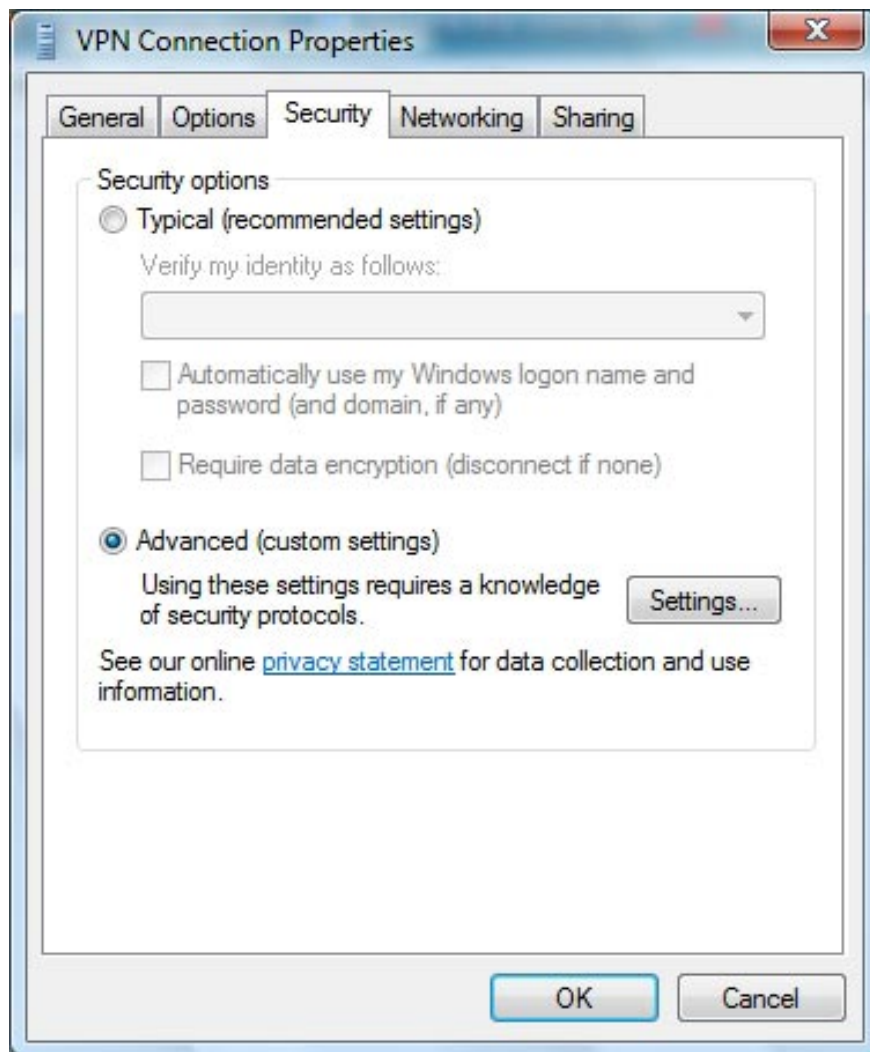 VPN Connection Properties
General Options Security Networking Sharing
Security options
Typical (recommended settings)
Verify my identity as follows:
Automatically use my Windows logon name and
password (and domain, if any)
Require data encryption (disconnect if none)
Advanced (custom settings)
Using these settings requires a knowledge
of security protocols.
Settings...
See our online privacy statement for data collection and use
information.
OK Cancel